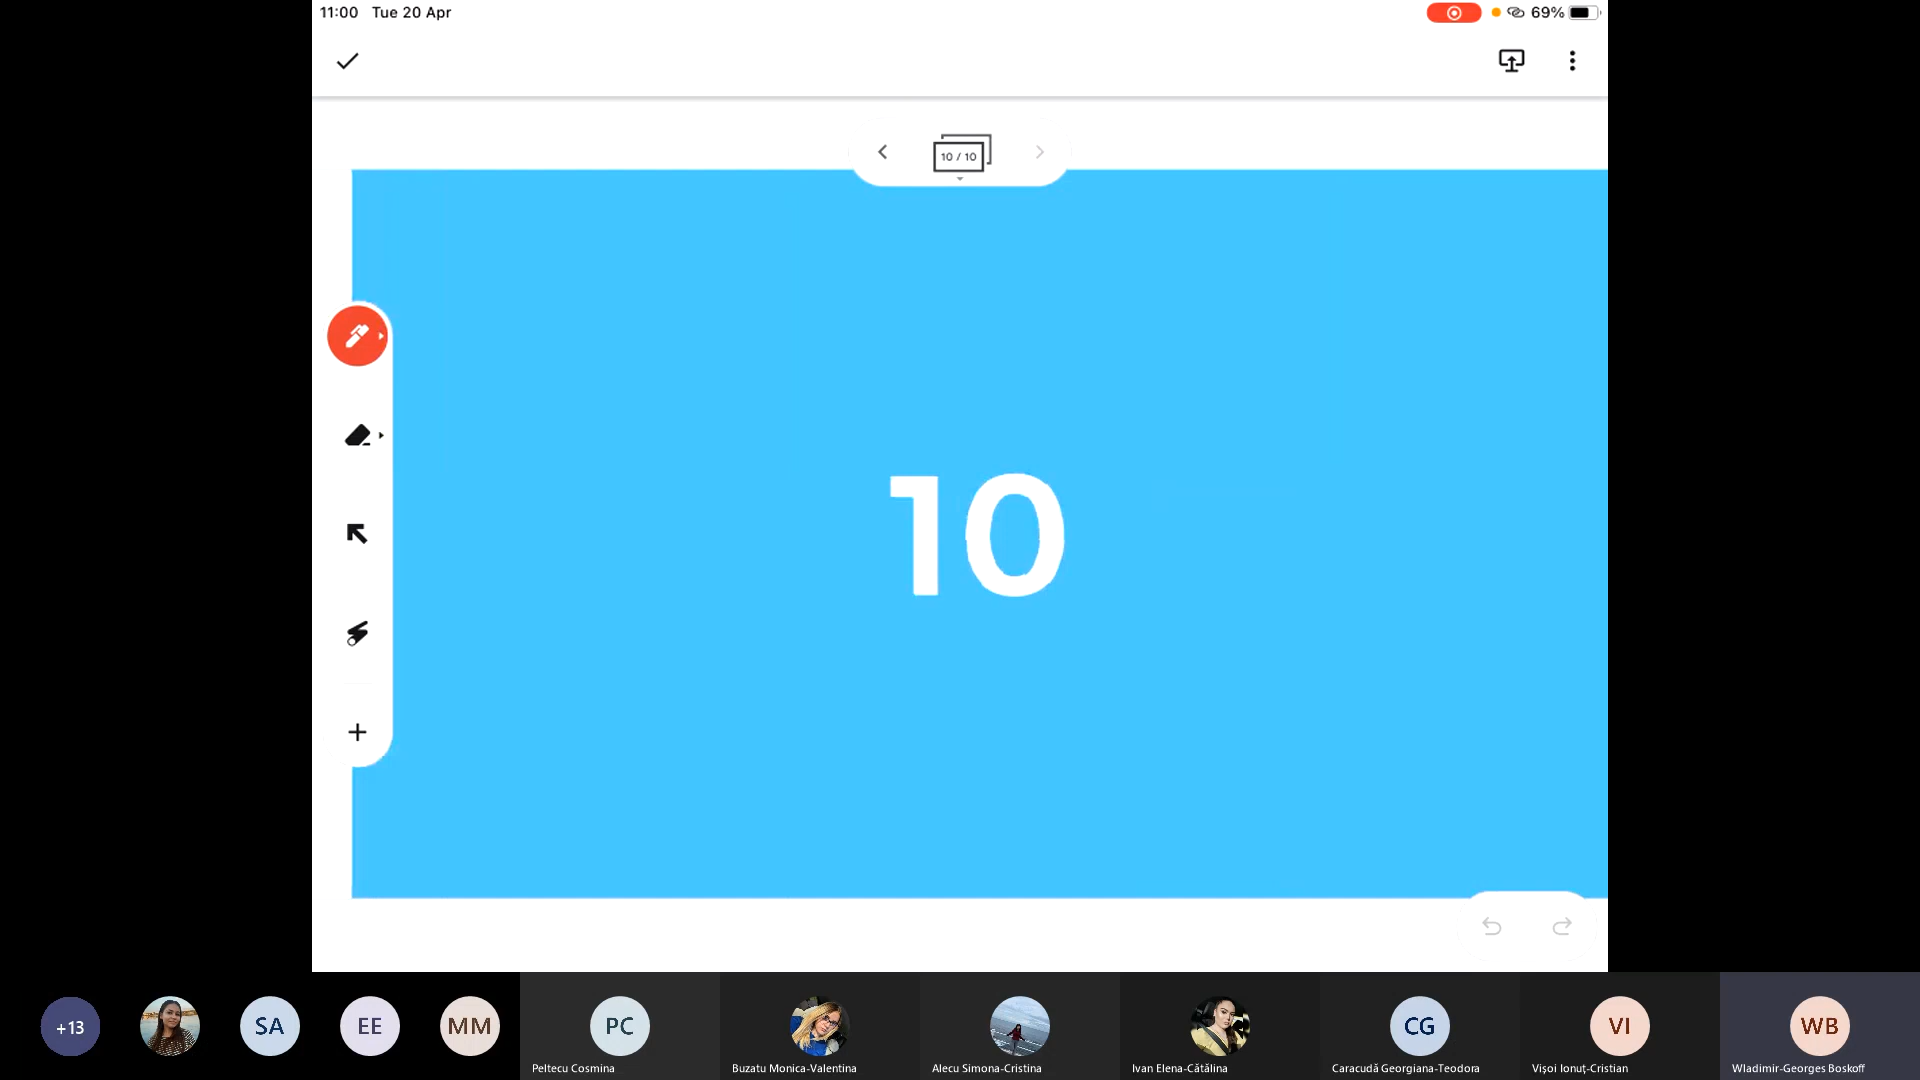 11:00 Tue 20 Apr
69%
10 / 10
10
+13
SA
EE
MM
PC
CG
VI
WB
Peltecu Cosmina
Buzatu Monica-Valentina
Alecu Simona-Cristina
Ivan Elena-Cătălina
Caracudă Georgiana-Teodora
Vișoi Ionuț-Cristian
Wladimir-Georges Boskoff